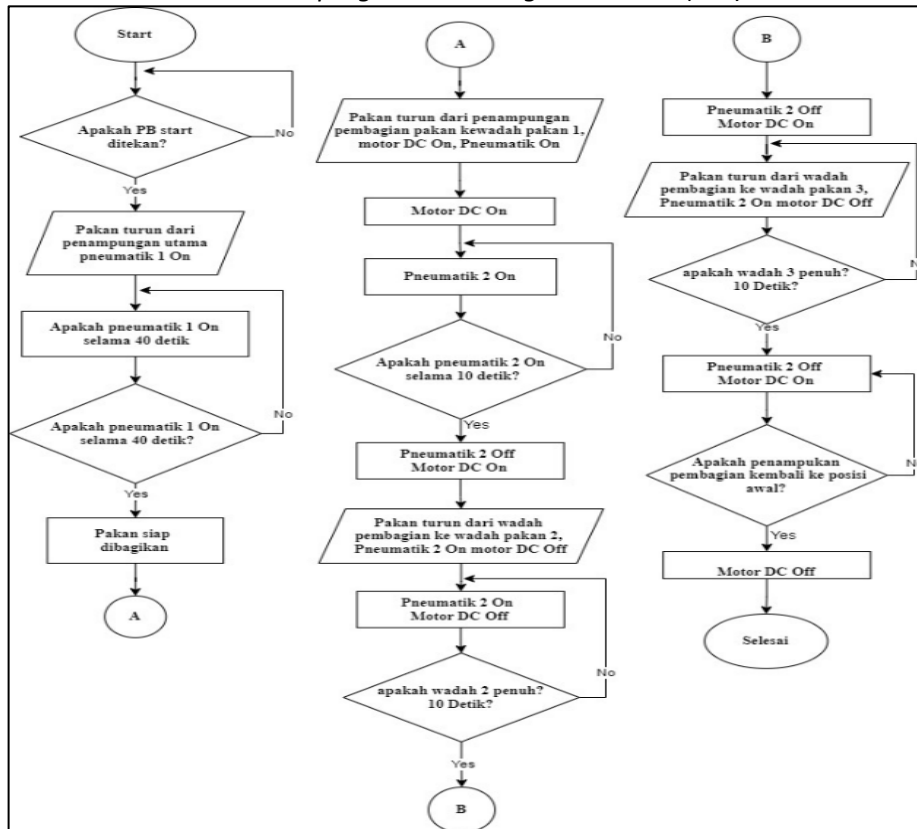 Start
Apakah PB start
ditekan?
No
Yes
Pakan turun dari
penampungan utama
pneumatik 1 On
Apakah pneumatik 1 On
selama 40 detik
Apakah pneumatik 1 On
selama 40 detik?
No
Yes
Pakan siap
dibagikan
A
A
Pakan turun dari penampungan
pembagian pakan kewadah pakan 1,
motor DC On, Pneumatik On
Motor DC On
Pneumatik 2 On
No
Apakah pneumatik 2 On
selama 10 detik?
Yes
Pneumatik 2 Off
Motor DC On
Pakan turun dari wadah
pembagian ke wadah pakan 2,
Pneumatik 2 On motor DC Off
Pneumatik 2 On
Motor DC Off
No
apakah wadah 2 penuh?
10 Detik?
Yes
B
B
Pneumatik 2 Off
Motor DC On
Pakan turun dari wadah
pembagian ke wadah pakan 3,
Pneumatik 2 On motor DC Off
apakah wadah 3 penuh?
10 Detik?
Yes
Pneumatik 2 Off
Motor DC On
Apakah penampukan
pembagian kembali ke posisi
awal?
Yes
Motor DC Off
Selesai